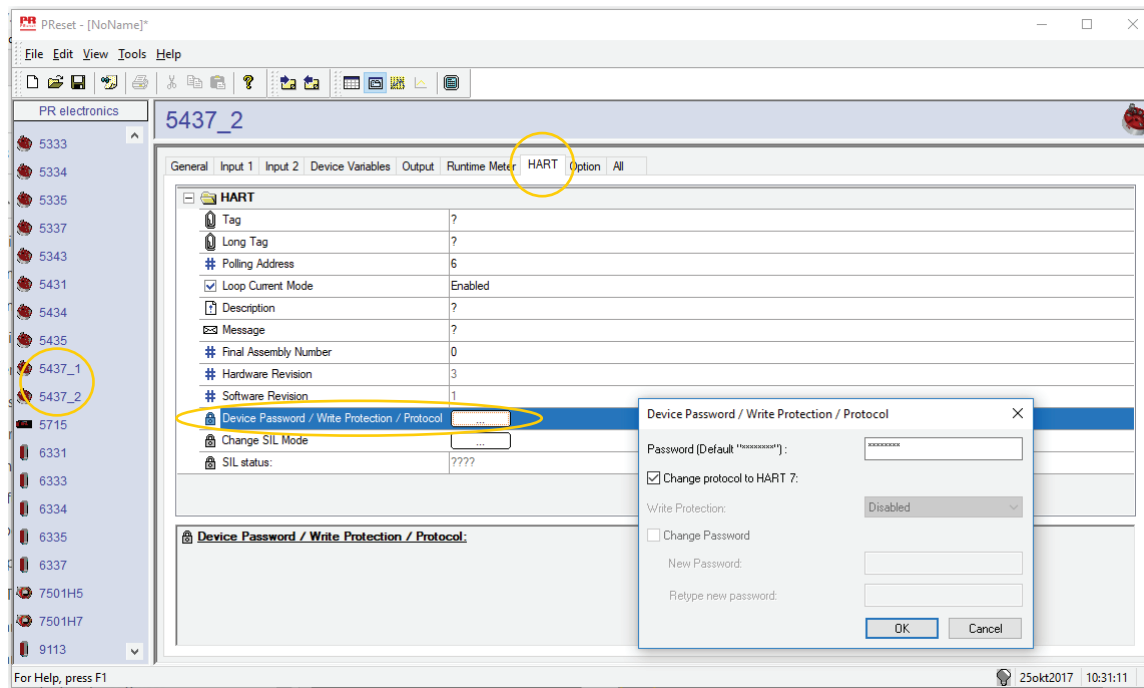 PReset - [NoName]*
File Edit View Tools Help
PR electronics
5333
5334
5335
5337
5343
5431
5434
5435
5437_1
5437_2
5715
6331
6333
6334
6335
6337
7501H5
7501H7
9113
5437_2
General Input 1 Input 2 Device Variables Output Runtime Meter HART Option All
HART
Tag ?
Long Tag ?
# Polling Address 6
Loop Current Mode Enabled
Description ?
Message ?
# Final Assembly Number 0
# Hardware Revision 3
# Software Revision 1
Device Password / Write Protection / Protocol ...
Change SIL Mode ...
SIL status: ????
Device Password / Write Protection / Protocol:
Device Password / Write Protection / Protocol
Password (Default "********") : ********
Change protocol to HART 7:
Write Protection: Disabled
Change Password
New Password:
Retype new password:
OK Cancel
For Help, press F1 25okt2017 10:31:11